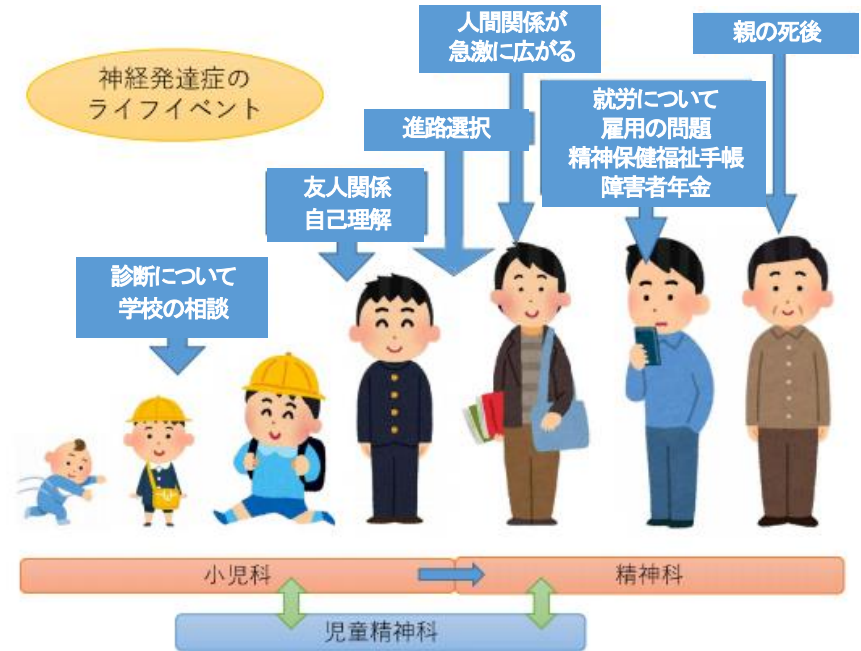 神経発達症の
ライフイベント
診断について
学校の相談
友人関係
自己理解
進路選択
人間関係が
急激に広がる
就労について
雇用の問題
精神保健福祉手帳
障害者年金
親の死後
小児科
精神科
児童精神科